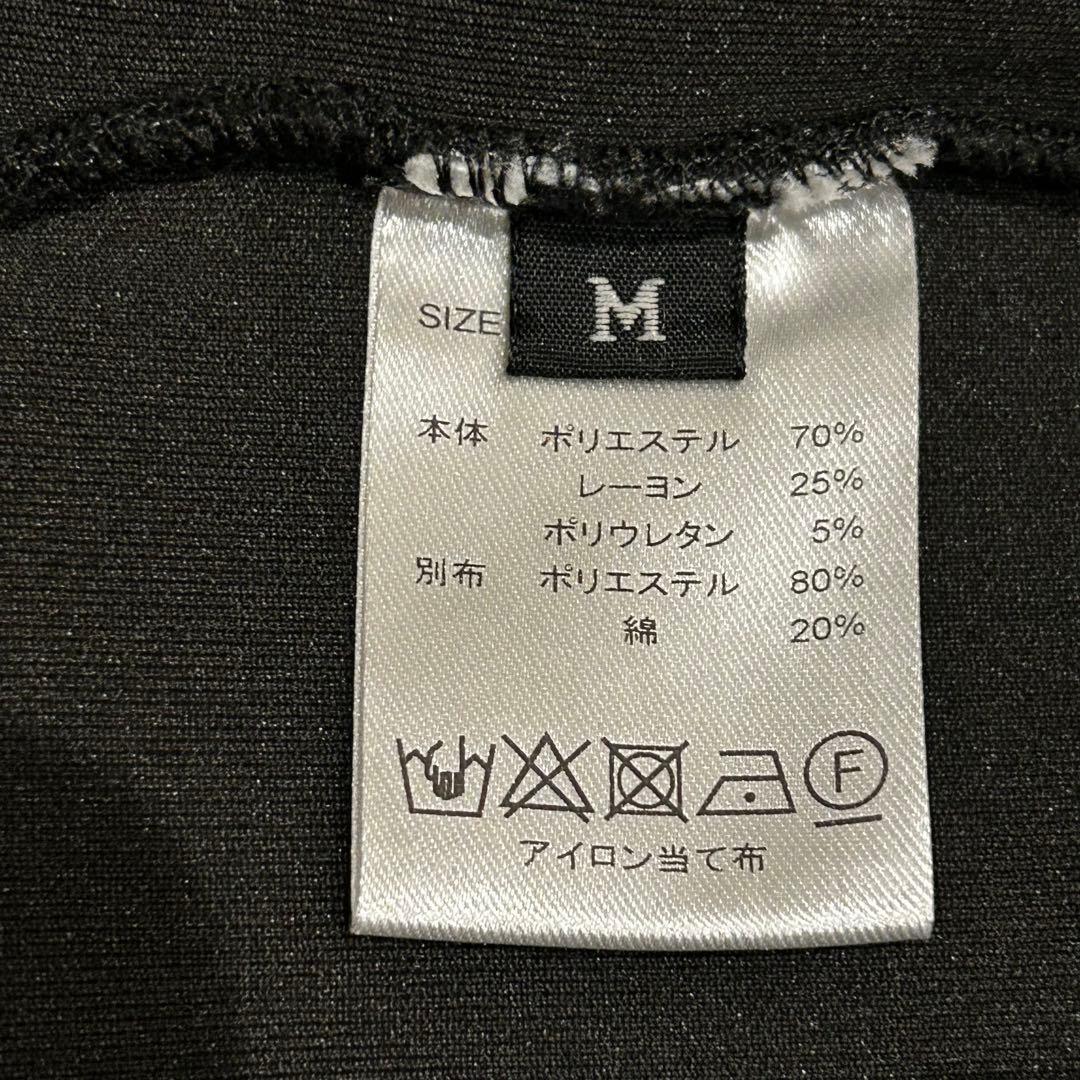 SIZE M
本体 ポリエステル 70%
レーヨン 25%
ポリウレタン 5%
別布 ポリエステル 80%
綿 20%
F
アイロン当て布